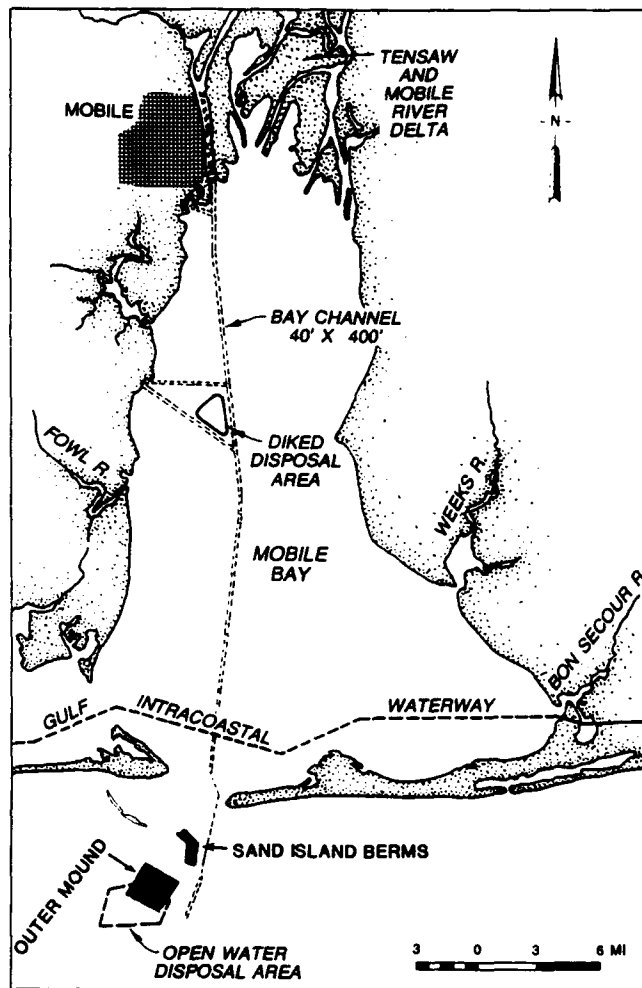 TENSAW
AND
MOBILE
RIVER
DELTA
MOBILE
-N-
BAY CHANNEL
40' X 400'
DIKED
DISPOSAL
AREA
FOWL R.
WEEKS R.
MOBILE
BAY
BON SECOUR R.
GULF INTRACOASTAL WATERWAY
SAND ISLAND BERMS
OUTER MOUND
OPEN WATER
DISPOSAL AREA
3 0 3 6 MI